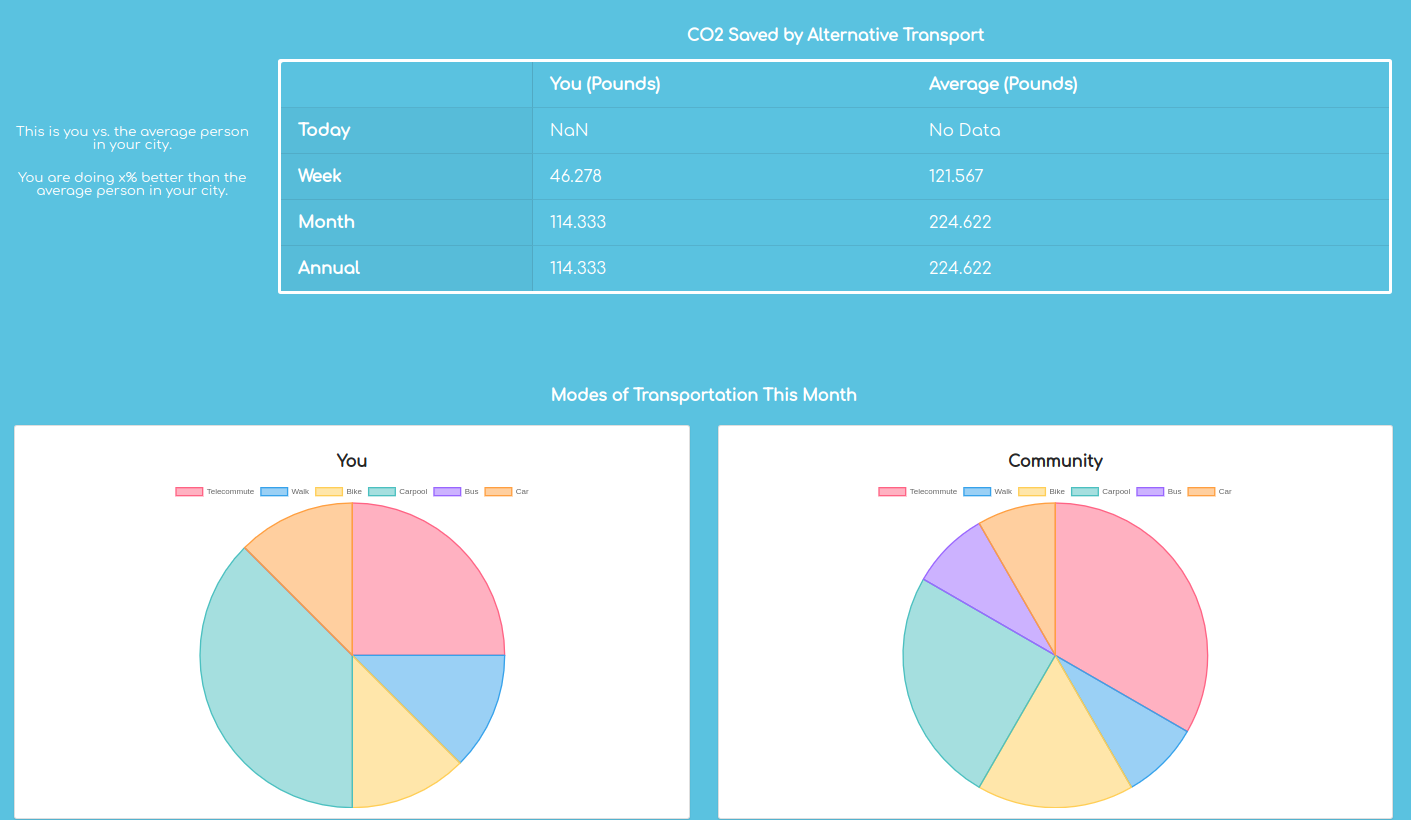 CO2 Saved by Alternative Transport
You (Pounds) Average (Pounds)
This is you vs. the average person
in your city.
You are doing x% better than the
average person in your city.
Today NaN No Data
Week 46.278 121.567
Month 114.333 224.622
Annual 114.333 224.622
Modes of Transportation This Month
You
Telecommute Walk Bike Carpool Bus Car
Community
Telecommute Walk Bike Carpool Bus Car